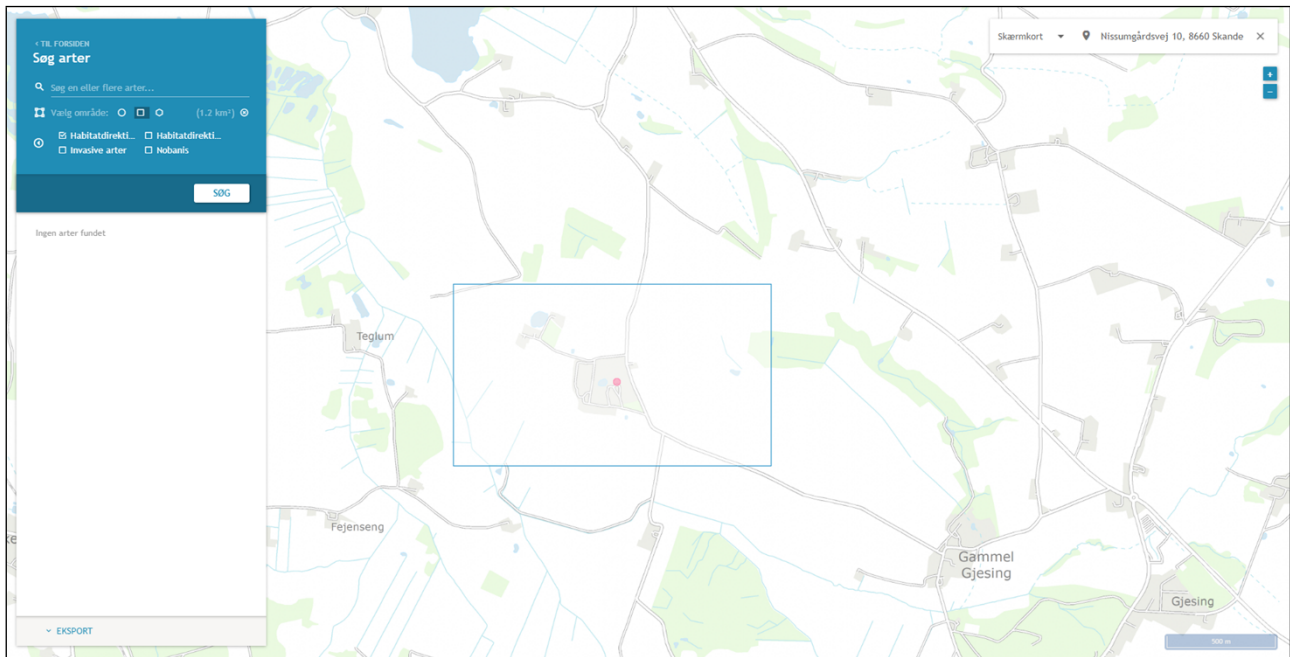 ‹ TIL FORSIDEN
Søg arter
Søg en eller flere arter...
Vælg område: (1.2 km²)
Habitatdirekti... Habitatdirekti...
Invasive arter Nobanis
SØG
Ingen arter fundet
EKSPORT
Skærmkort Nissumgårdsvej 10, 8660 Skande ×
+
−
Teglum
Fejenseng
Gammel
Gjesing
Gjesing
500 m